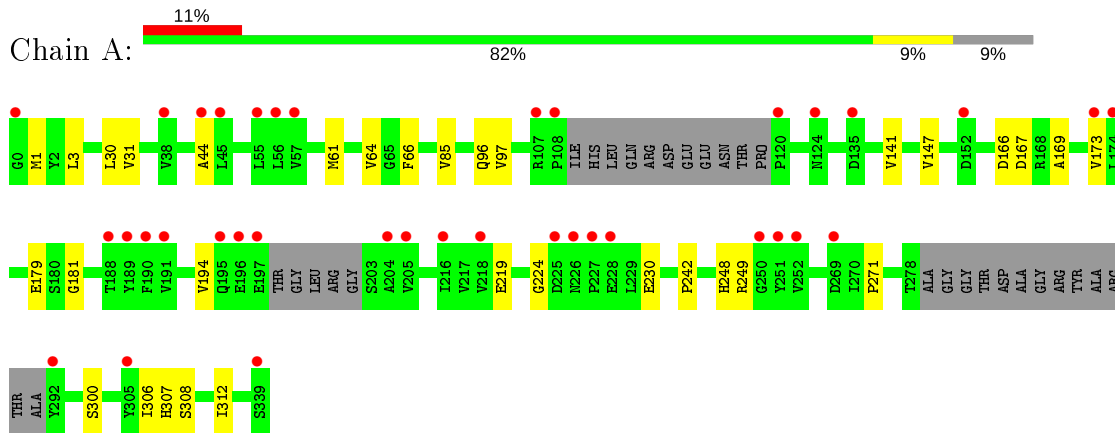 11%
Chain A:
82% 9% 9%
G0 M1 Y2 L3 L30 V31 V38 A44 L45 L55 L56 V57 M61 V64 G65 F66 V85 Q96 V97 R107 P108 ILE HIS LEU GLN ARG ASP GLU GLU ASN THR PRO P120 N124 D135 V141 V147 D152 D166 D167 R168 A169 V173 L174
E179 S180 G181 T188 Y189 F190 V191 V194 Q195 E196 E197 THR GLY LEU ARG GLY S203 A204 V205 I216 V217 V218 E219 G224 D225 N226 P227 E228 L229 E230 P242 H248 R249 G250 Y251 V252 D269 I270 P271 T278 ALA GLY GLY THR ASP ALA GLY ARG TYR ALA ARG
THR ALA Y292 S300 Y305 I306 H307 S308 I312 S339